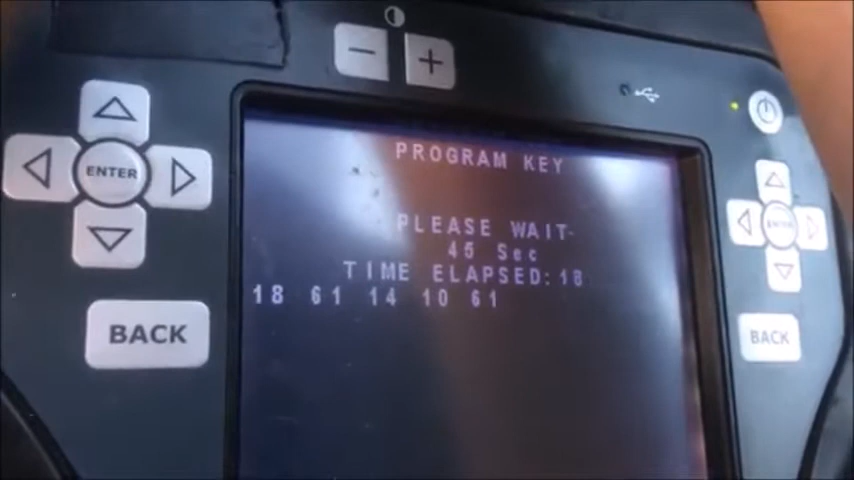 − +
ENTER
BACK
PROGRAM KEY
PLEASE WAIT-
45 Sec
TIME ELAPSED: 18
18 61 14 10 61
ENTER
BACK